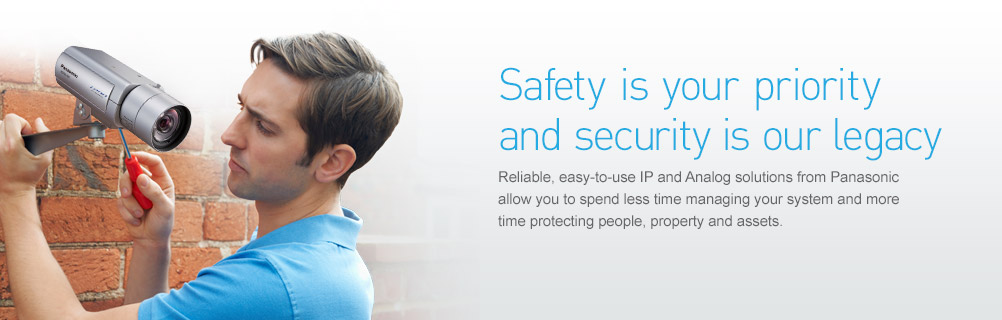 Panasonic
Safety is your priority
and security is our legacy
Reliable, easy-to-use IP and Analog solutions from Panasonic
allow you to spend less time managing your system and more
time protecting people, property and assets.